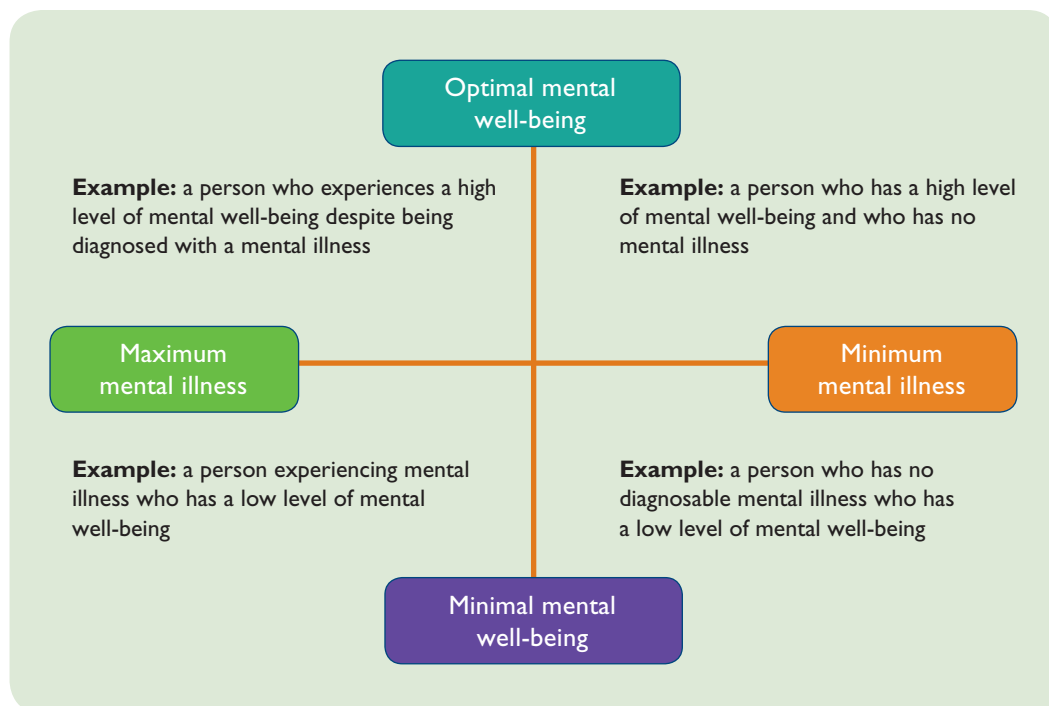 Optimal mental
well-being
Example: a person who experiences a high
level of mental well-being despite being
diagnosed with a mental illness
Example: a person who has a high level
of mental well-being and who has no
mental illness
Maximum
mental illness
Minimum
mental illness
Example: a person experiencing mental
illness who has a low level of mental
well-being
Example: a person who has no
diagnosable mental illness who has
a low level of mental well-being
Minimal mental
well-being